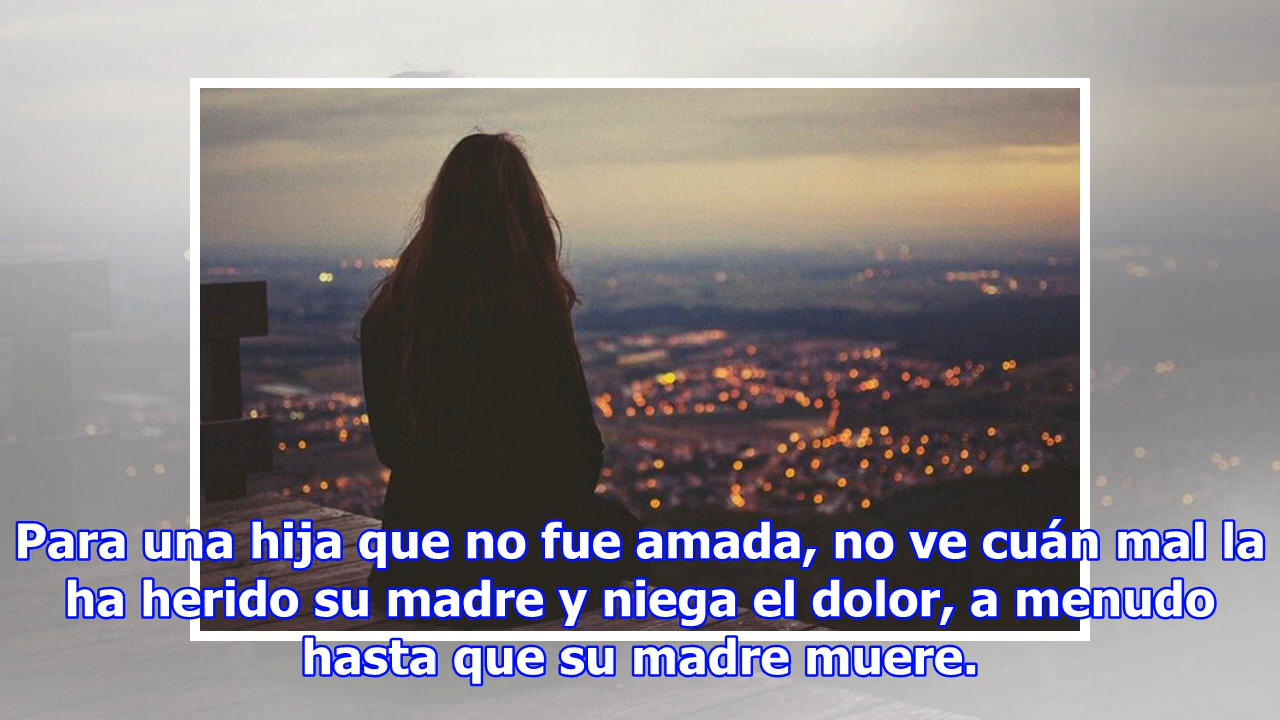 Para una hija que no fue amada, no ve cuán mal la
ha herido su madre y niega el dolor, a menudo
hasta que su madre muere.